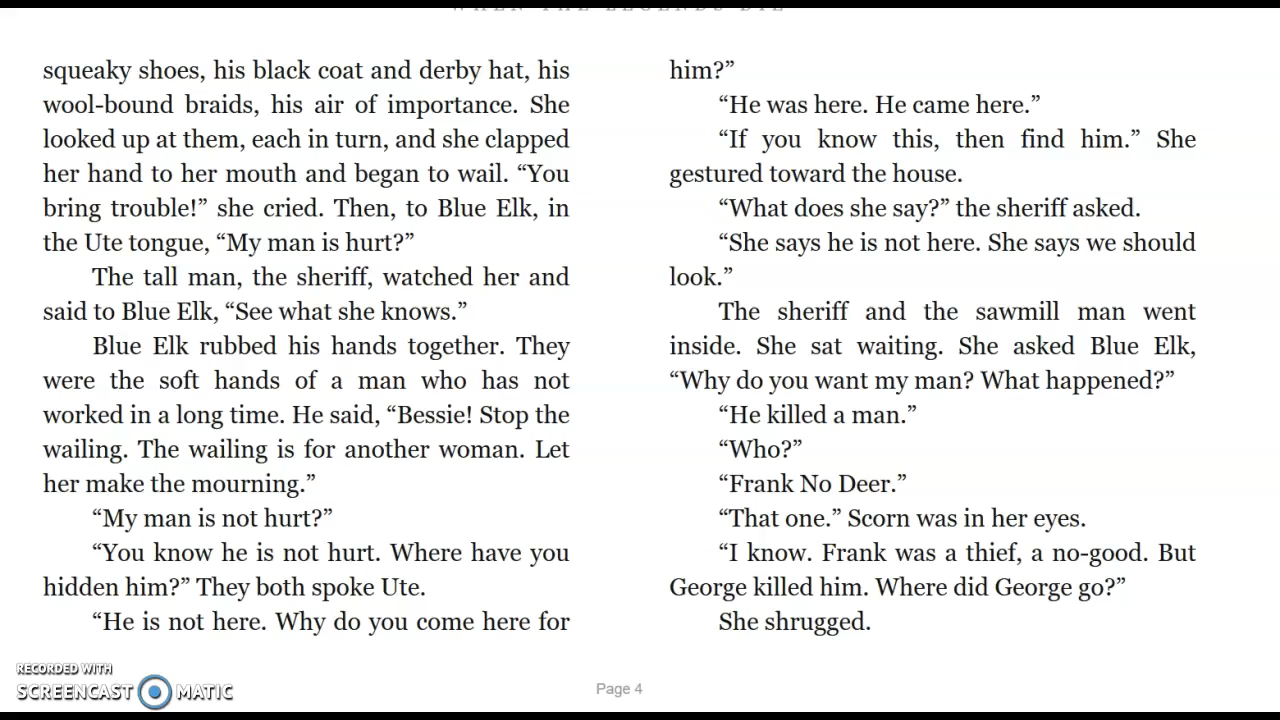 WHEN THE LEGENDS DIE
squeaky shoes, his black coat and derby hat, his
wool-bound braids, his air of importance. She
looked up at them, each in turn, and she clapped
her hand to her mouth and began to wail. “You
bring trouble!” she cried. Then, to Blue Elk, in
the Ute tongue, “My man is hurt?”
The tall man, the sheriff, watched her and
said to Blue Elk, “See what she knows.”
Blue Elk rubbed his hands together. They
were the soft hands of a man who has not
worked in a long time. He said, “Bessie! Stop the
wailing. The wailing is for another woman. Let
her make the mourning.”
“My man is not hurt?”
“You know he is not hurt. Where have you
hidden him?” They both spoke Ute.
“He is not here. Why do you come here for
him?”
“He was here. He came here.”
“If you know this, then find him.” She
gestured toward the house.
“What does she say?” the sheriff asked.
“She says he is not here. She says we should
look.”
The sheriff and the sawmill man went
inside. She sat waiting. She asked Blue Elk,
“Why do you want my man? What happened?”
“He killed a man.”
“Who?”
“Frank No Deer.”
“That one.” Scorn was in her eyes.
“I know. Frank was a thief, a no-good. But
George killed him. Where did George go?”
She shrugged.
RECORDED WITH
SCREENCAST MATIC
Page 4